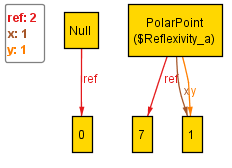 ref: 2
x: 1
y: 1
Null
PolarPoint
($Reflexivity_a)
ref
ref
x
y
0
7
1